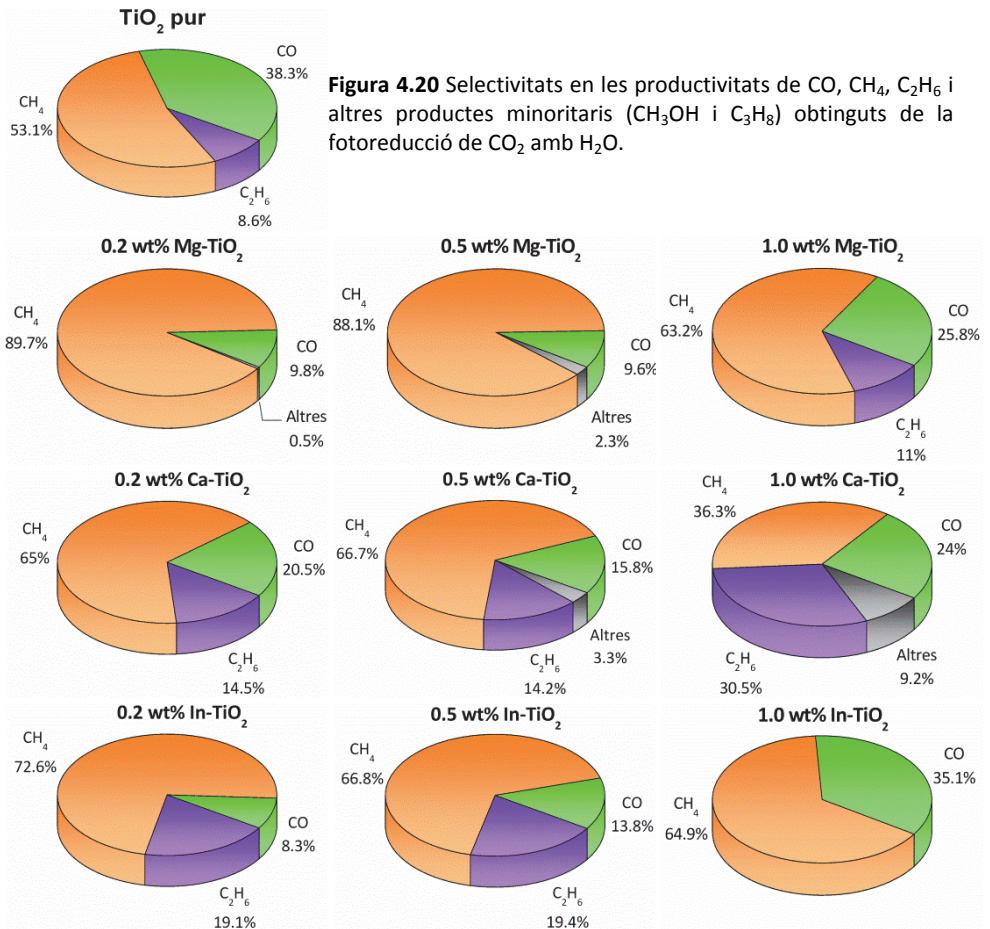 TiO2 pur
CO
38.3%
CH4
53.1%
C2H6
8.6%
Figura 4.20 Selectivitats en les productivitats de CO, CH4, C2H6 i
altres productes minoritaris (CH3OH i C3H8) obtinguts de la
fotoreducció de CO2 amb H2O.
0.2 wt% Mg-TiO2
CH4
89.7%
CO
9.8%
Altres
0.5%
0.5 wt% Mg-TiO2
CH4
88.1%
CO
9.6%
Altres
2.3%
1.0 wt% Mg-TiO2
CH4
63.2%
CO
25.8%
C2H6
11%
0.2 wt% Ca-TiO2
CH4
65%
CO
20.5%
C2H6
14.5%
0.5 wt% Ca-TiO2
CH4
66.7%
CO
15.8%
Altres
3.3%
C2H6
14.2%
1.0 wt% Ca-TiO2
CH4
36.3%
CO
24%
Altres
9.2%
C2H6
30.5%
0.2 wt% In-TiO2
CH4
72.6%
CO
8.3%
C2H6
19.1%
0.5 wt% In-TiO2
CH4
66.8%
CO
13.8%
C2H6
19.4%
1.0 wt% In-TiO2
CO
35.1%
CH4
64.9%